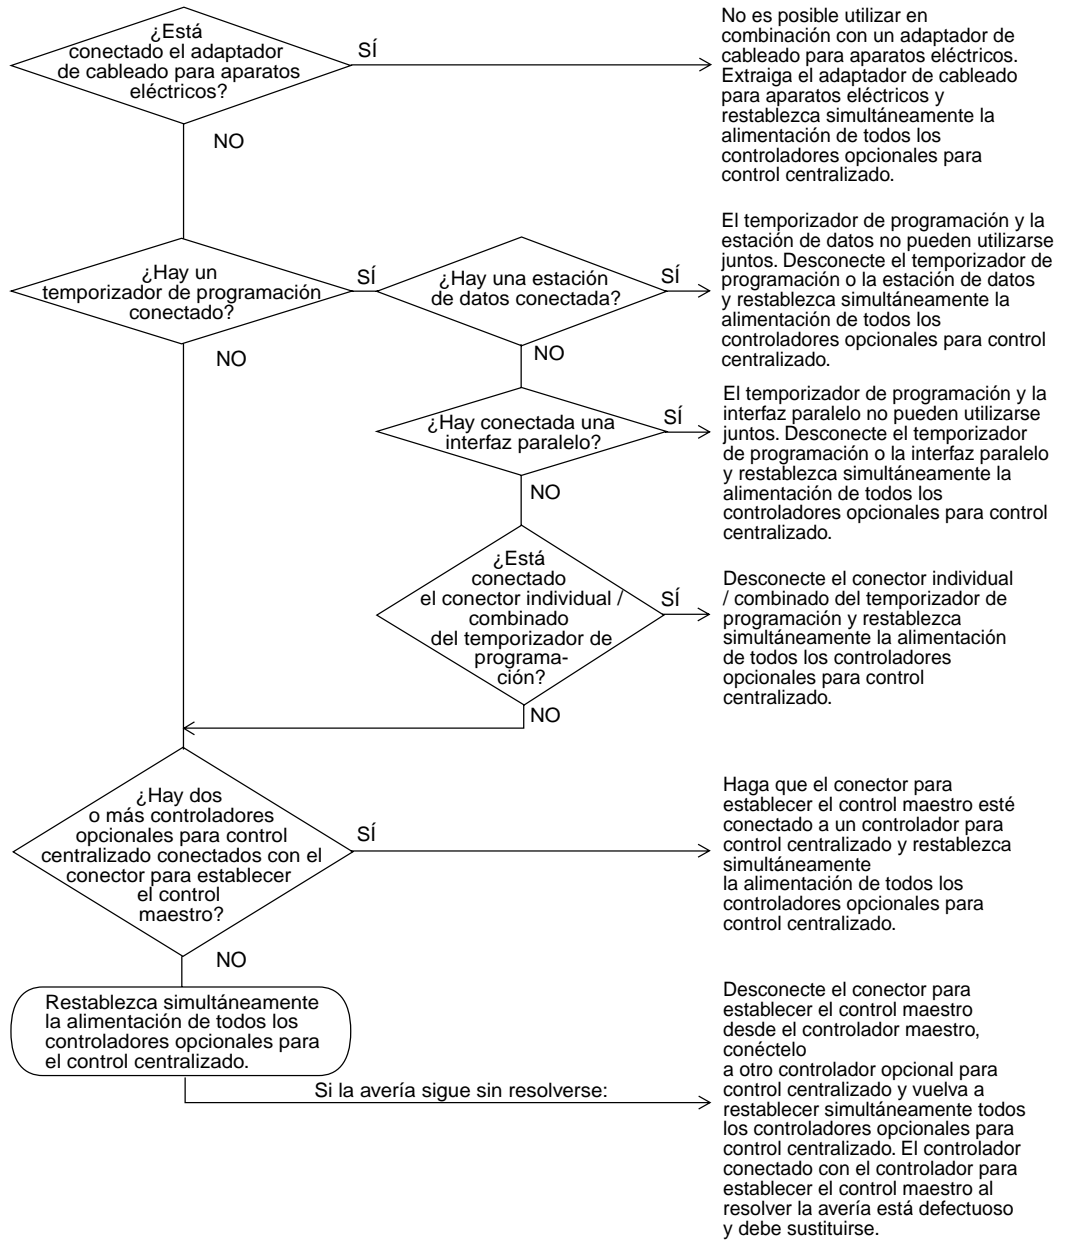 ¿Está
conectado el adaptador
de cableado para aparatos
eléctricos?
SÍ
No es posible utilizar en
combinación con un adaptador de
cableado para aparatos eléctricos.
Extraiga el adaptador de cableado
para aparatos eléctricos y
restablezca simultáneamente la
alimentación de todos los
controladores opcionales para
control centralizado.
NO
¿Hay un
temporizador de programación
conectado?
SÍ
¿Hay una estación
de datos conectada?
SÍ
El temporizador de programación y la
estación de datos no pueden utilizarse
juntos. Desconecte el temporizador de
programación o la estación de datos
y restablezca simultáneamente la
alimentación de todos los
controladores opcionales para control
centralizado.
NO
NO
¿Hay conectada una
interfaz paralelo?
SÍ
El temporizador de programación y la
interfaz paralelo no pueden utilizarse
juntos. Desconecte el temporizador
de programación o la interfaz paralelo
y restablezca simultáneamente la
alimentación de todos los
controladores opcionales para control
centralizado.
NO
¿Está
conectado
el conector individual /
combinado
del temporizador de
programa-
ción?
SÍ
Desconecte el conector individual
/ combinado del temporizador de
programación y restablezca
simultáneamente la alimentación
de todos los controladores
opcionales para control
centralizado.
NO
¿Hay dos
o más controladores
opcionales para control
centralizado conectados con el
conector para establecer
el control
maestro?
SÍ
Haga que el conector para
establecer el control maestro esté
conectado a un controlador para
control centralizado y restablezca
simultáneamente
la alimentación de todos los
controladores opcionales para
control centralizado.
NO
Restablezca simultáneamente
la alimentación de todos los
controladores opcionales para
el control centralizado.
Si la avería sigue sin resolverse:
Desconecte el conector para
establecer el control maestro
desde el controlador maestro,
conéctelo
a otro controlador opcional para
control centralizado y vuelva a
restablecer simultáneamente todos
los controladores opcionales para
control centralizado. El controlador
conectado con el controlador para
establecer el control maestro al
resolver la avería está defectuoso
y debe sustituirse.